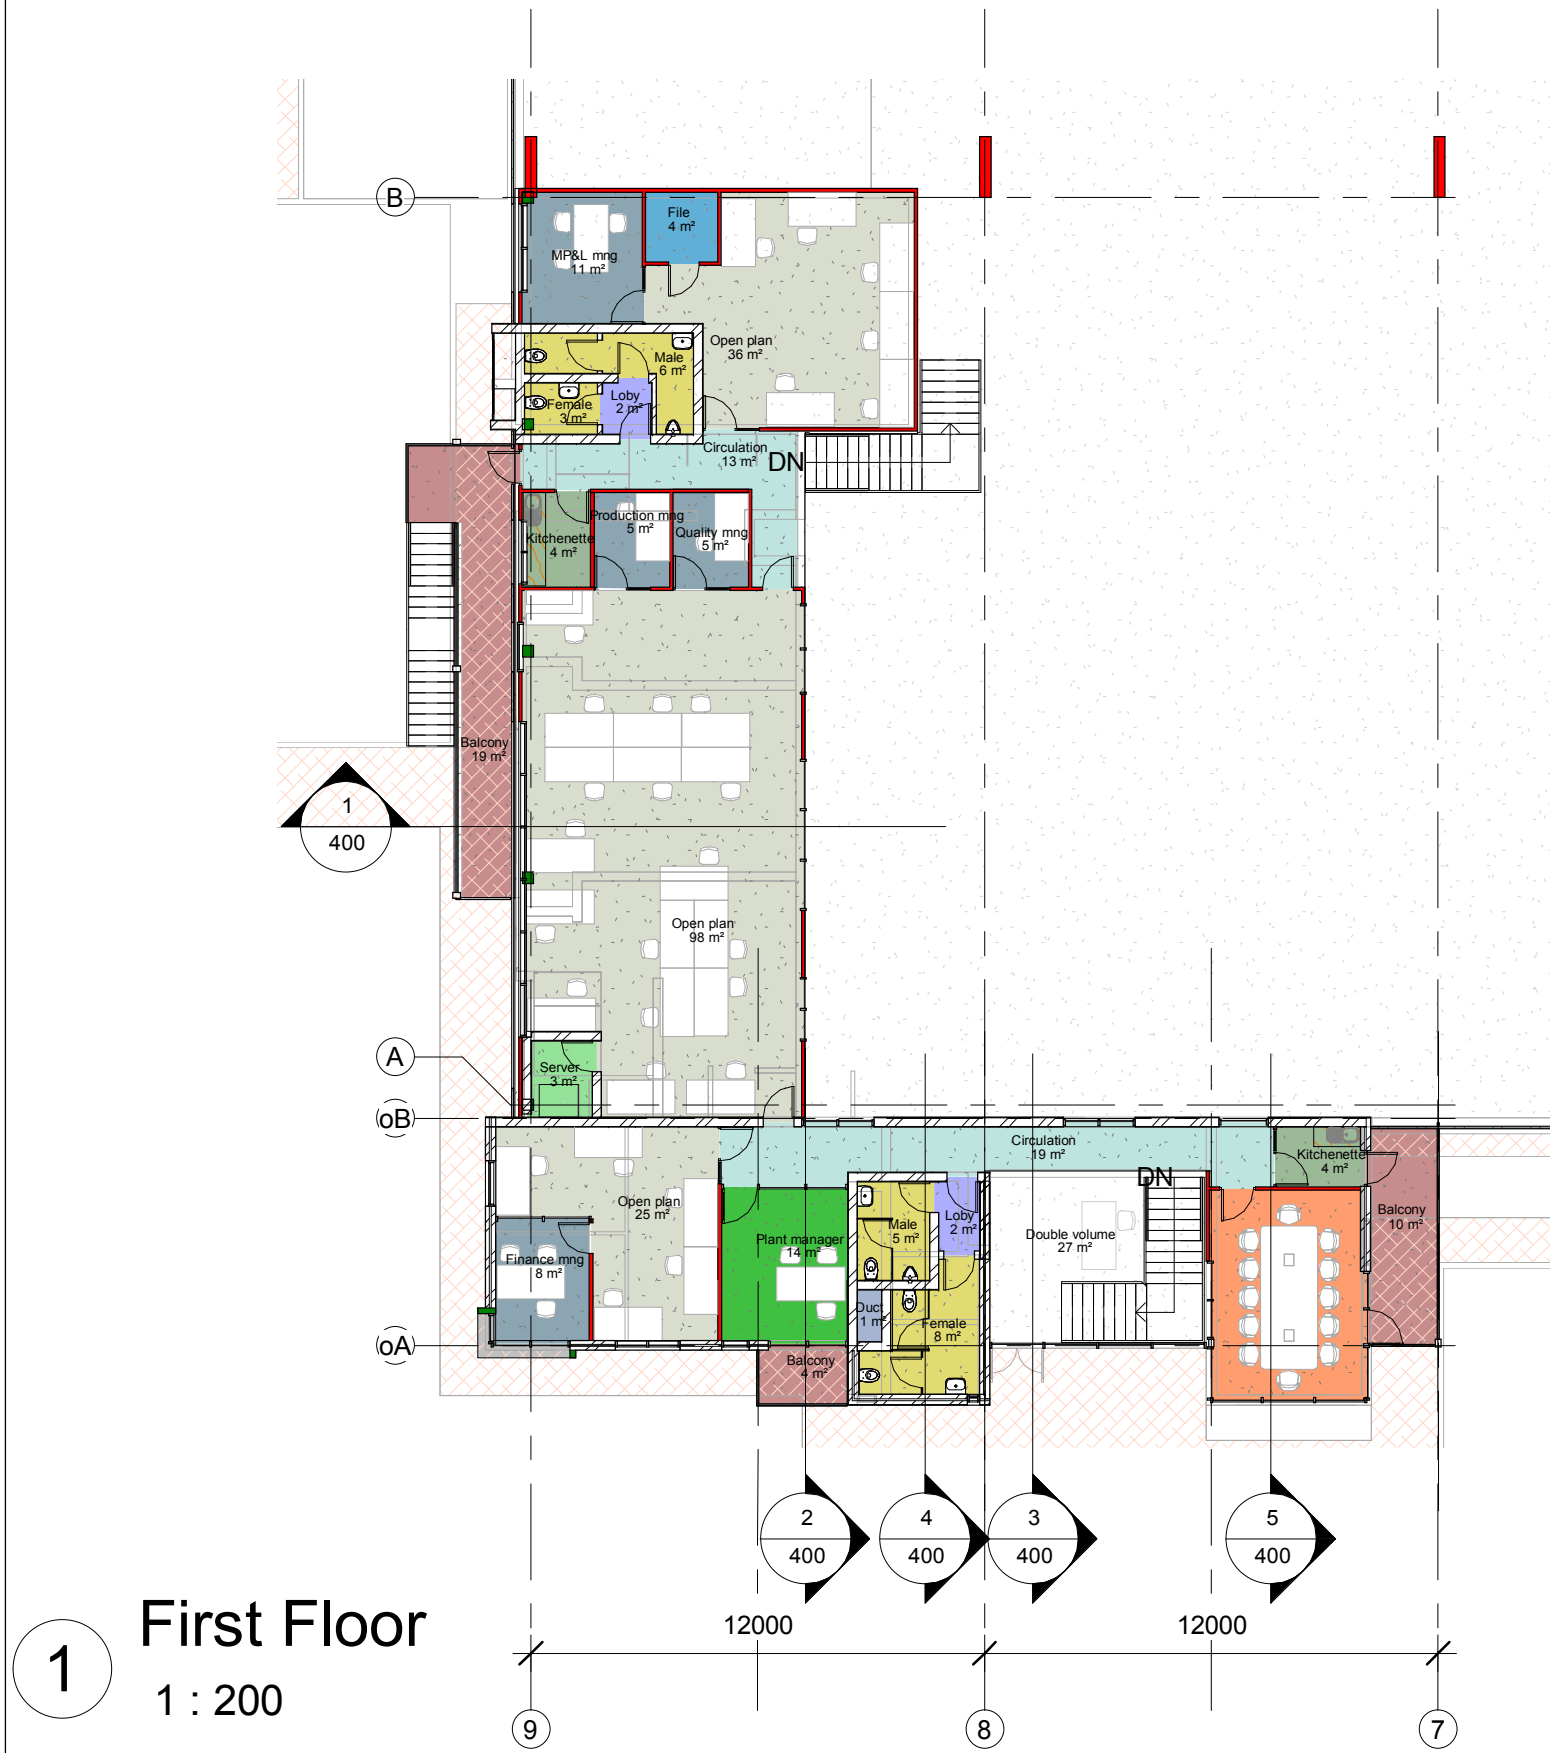 B
File
4 m²
MP&L mng
11 m²
Open plan
36 m²
Male
6 m²
Loby
2 m²
Female
3 m²
Circulation
13 m²
DN
Production mng
5 m²
Quality mng
5 m²
Kitchenette
4 m²
Balcony
19 m²
1
400
Open plan
98 m²
A
Server
3 m²
oB
Circulation
19 m²
Kitchenette
4 m²
DN
Open plan
25 m²
Male
5 m²
Loby
2 m²
Balcony
10 m²
Plant manager
14 m²
Double volume
27 m²
Finance mng
8 m²
Duct
1 m²
Female
8 m²
oA
Balcony
4 m²
2
400
4
400
3
400
5
400
First Floor
1
1 : 200
12000
12000
9
8
7